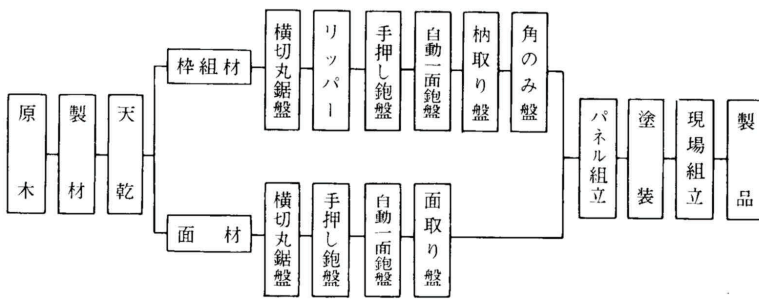 原木
製材
天乾
枠組材
横切丸鋸盤
リッパー
手押し鉋盤
自動一面鉋盤
柄取り盤
角のみ盤
面材
横切丸鋸盤
手押し鉋盤
自動一面鉋盤
面取り盤
パネル組立
塗装
現場組立
製品